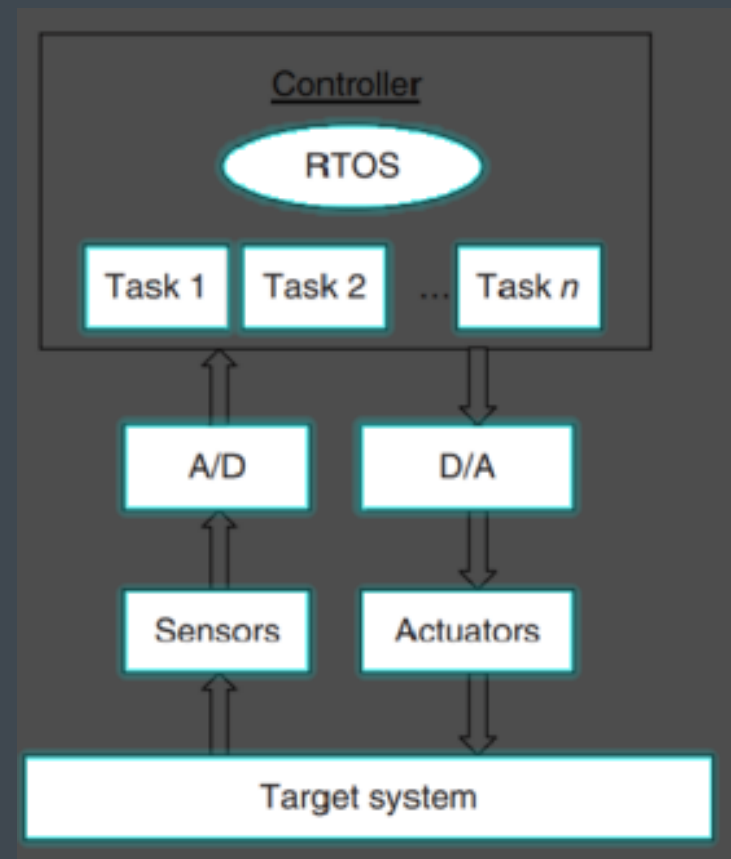 Controller
RTOS
Task 1 Task 2 ... Task n
A/D D/A
Sensors Actuators
Target system